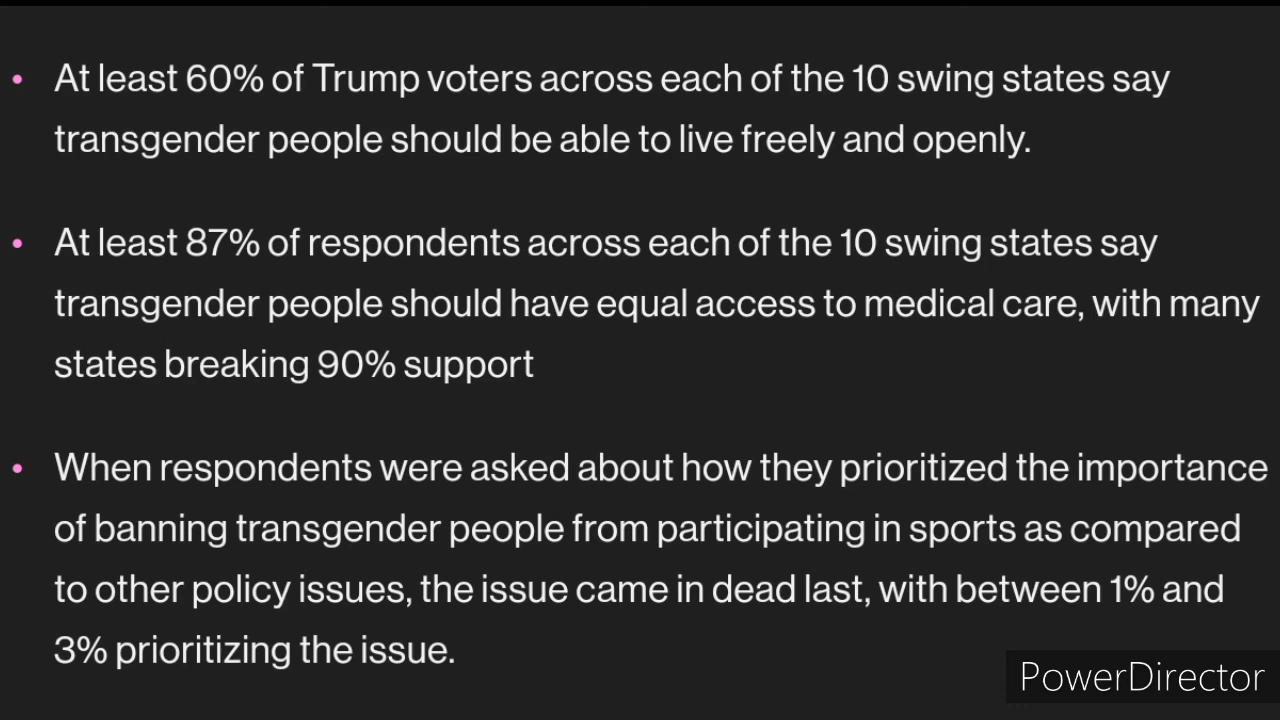 • At least 60% of Trump voters across each of the 10 swing states say
transgender people should be able to live freely and openly.
• At least 87% of respondents across each of the 10 swing states say
transgender people should have equal access to medical care, with many
states breaking 90% support
• When respondents were asked about how they prioritized the importance
of banning transgender people from participating in sports as compared
to other policy issues, the issue came in dead last, with between 1% and
3% prioritizing the issue.
PowerDirector